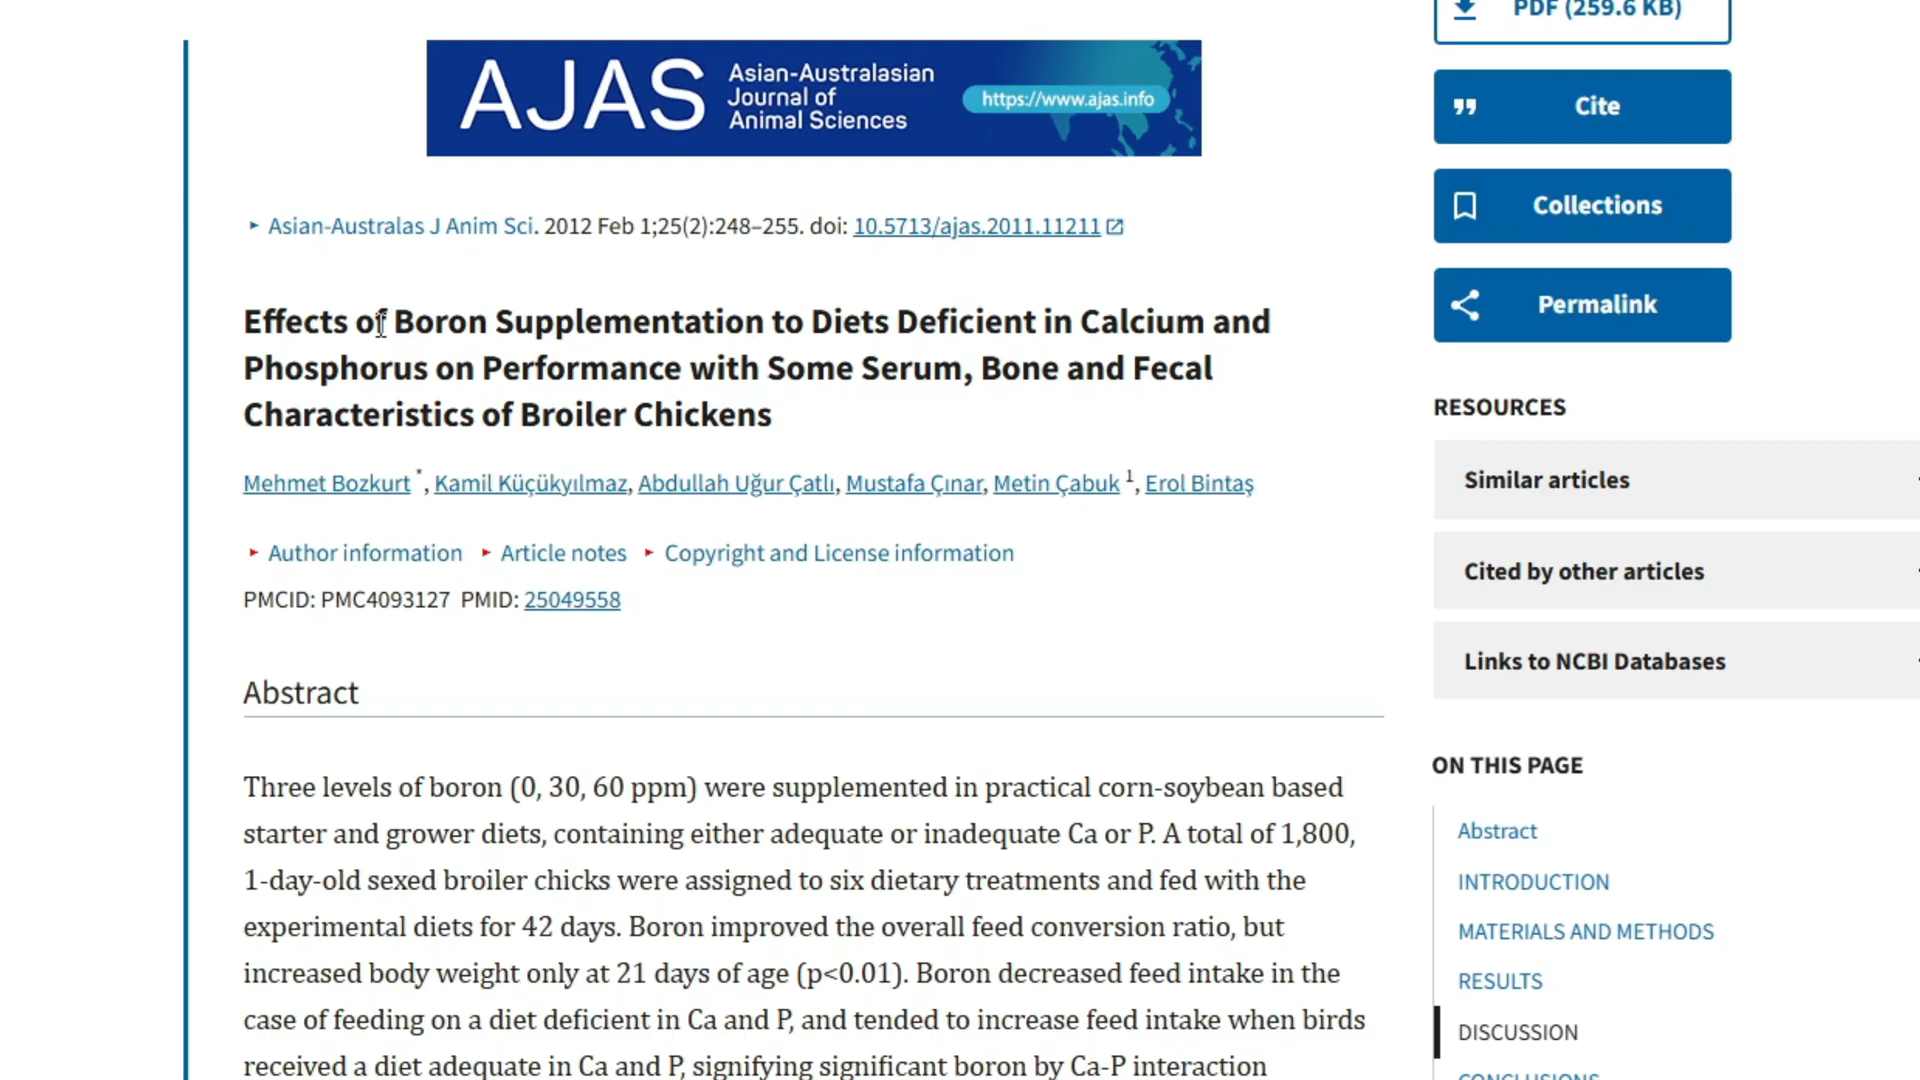 PDF (259.6 KB)
AJAS
Asian-Australasian
Journal of
Animal Sciences
https://www.ajas.info
Cite
Asian-Australas J Anim Sci. 2012 Feb 1;25(2):248–255. doi: 10.5713/ajas.2011.11211
Collections
Effects of Boron Supplementation to Diets Deficient in Calcium and
Phosphorus on Performance with Some Serum, Bone and Fecal
Characteristics of Broiler Chickens
Permalink
Mehmet Bozkurt *, Kamil Küçükyılmaz, Abdullah Uğur Çatlı, Mustafa Çınar, Metin Çabuk 1, Erol Bintaş
Author information Article notes Copyright and License information
PMCID: PMC4093127 PMID: 25049558
RESOURCES
Similar articles
Cited by other articles
Links to NCBI Databases
Abstract
Three levels of boron (0, 30, 60 ppm) were supplemented in practical corn-soybean based
starter and grower diets, containing either adequate or inadequate Ca or P. A total of 1,800,
1-day-old sexed broiler chicks were assigned to six dietary treatments and fed with the
experimental diets for 42 days. Boron improved the overall feed conversion ratio, but
increased body weight only at 21 days of age (p<0.01). Boron decreased feed intake in the
case of feeding on a diet deficient in Ca and P, and tended to increase feed intake when birds
received a diet adequate in Ca and P, signifying significant boron by Ca-P interaction
ON THIS PAGE
Abstract
INTRODUCTION
MATERIALS AND METHODS
RESULTS
DISCUSSION
CONCLUSIONS